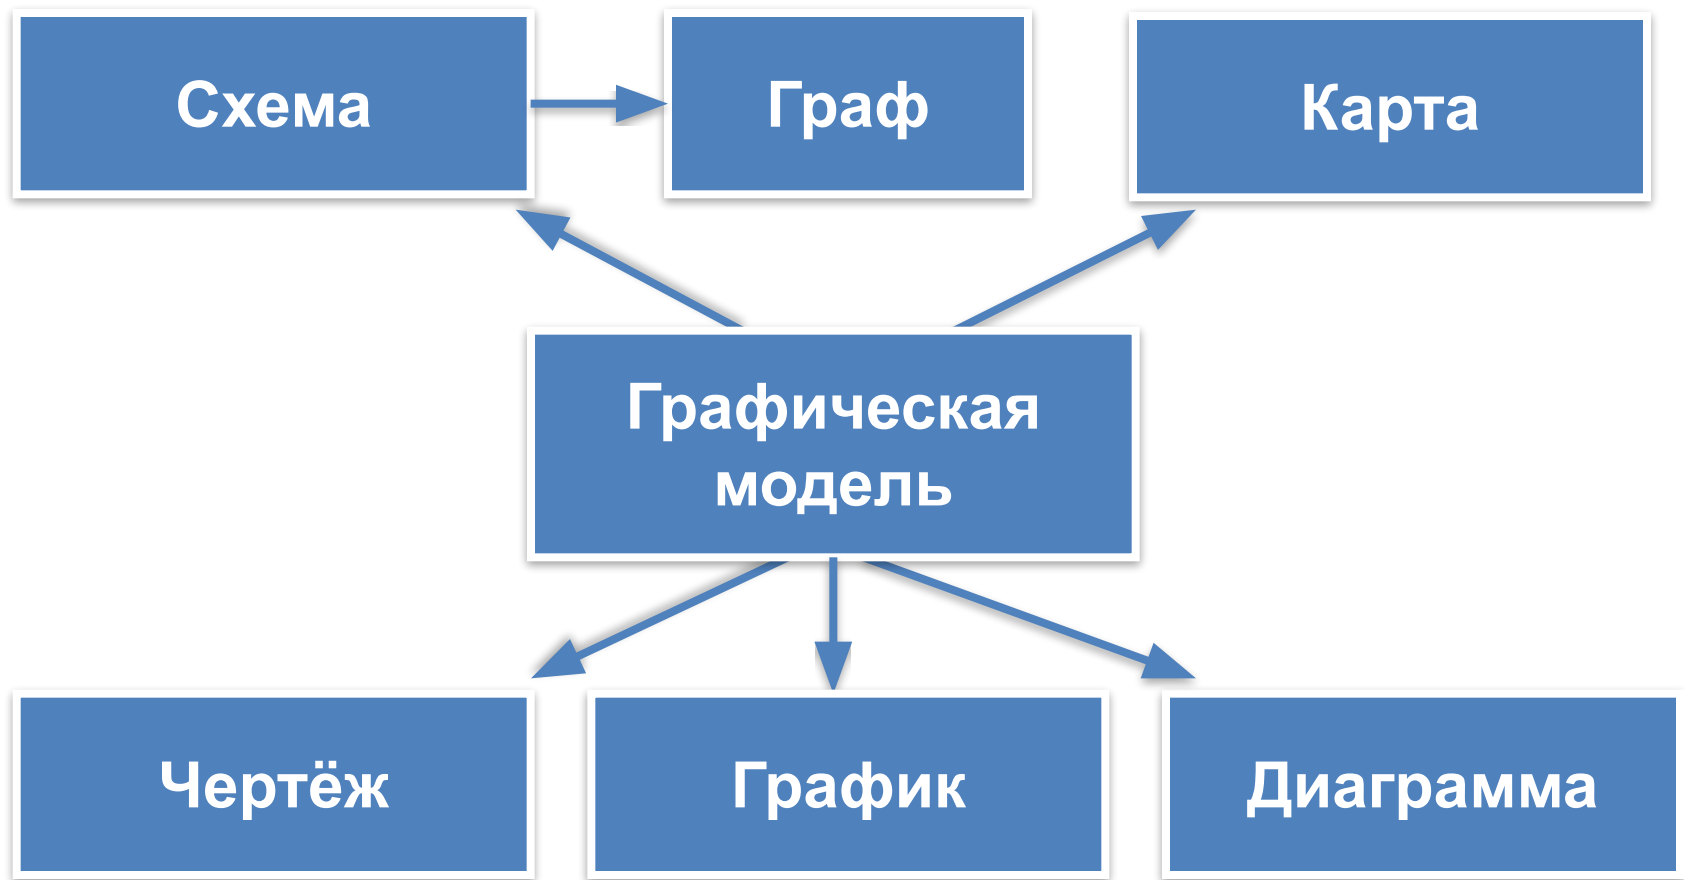 Схема
Граф
Карта
Графическая
модель
Чертёж
График
Диаграмма